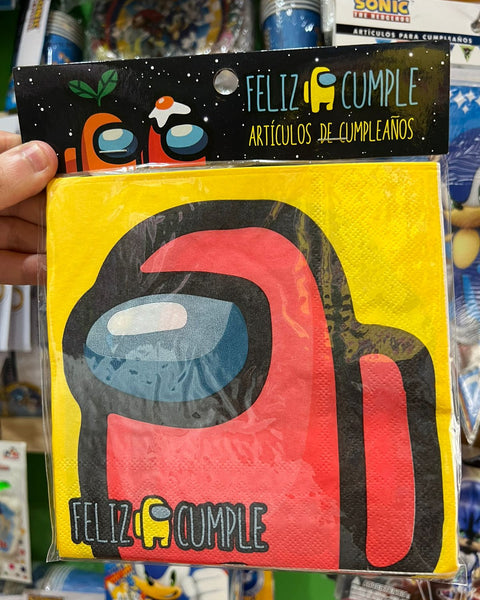 SONIC
THE HEDGEHOG
ARTÍCULOS PARA CUMPLEAÑOS
FELIZ CUMPLE
ARTÍCULOS DE CUMPLEAÑOS
FELIZ CUMPLE